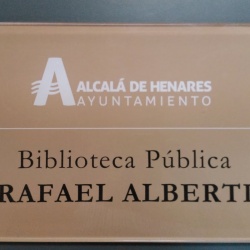 ALCALÁ DE HENARES
AYUNTAMIENTO
Biblioteca Pública
RAFAEL ALBERTI